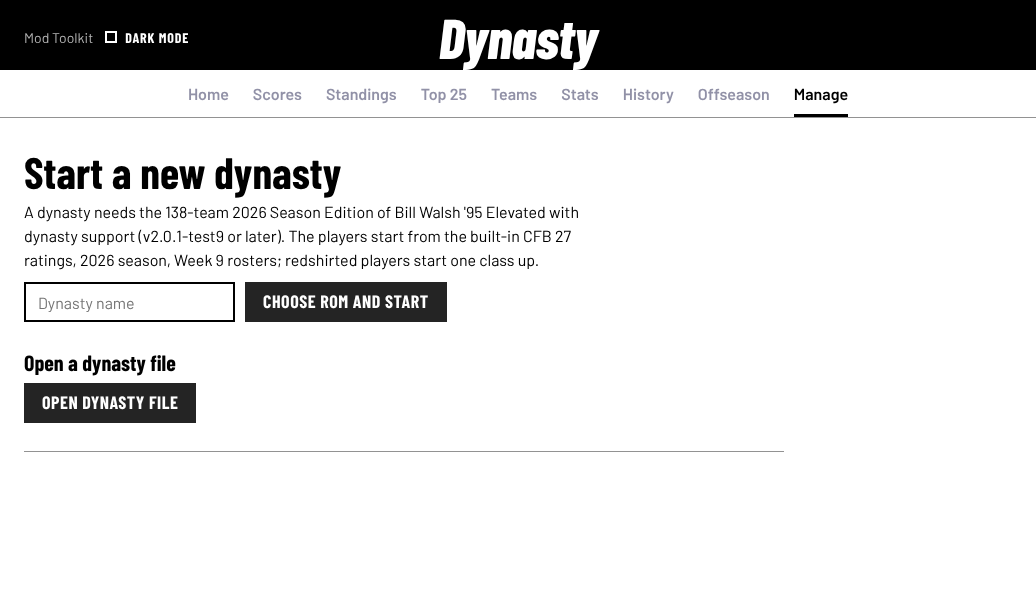 Mod Toolkit
DARK MODE
Dynasty
Home Scores Standings Top 25 Teams Stats History Offseason Manage
Start a new dynasty
A dynasty needs the 138-team 2026 Season Edition of Bill Walsh '95 Elevated with
dynasty support (v2.0.1-test9 or later). The players start from the built-in CFB 27
ratings, 2026 season, Week 9 rosters; redshirted players start one class up.
Dynasty name
CHOOSE ROM AND START
Open a dynasty file
OPEN DYNASTY FILE